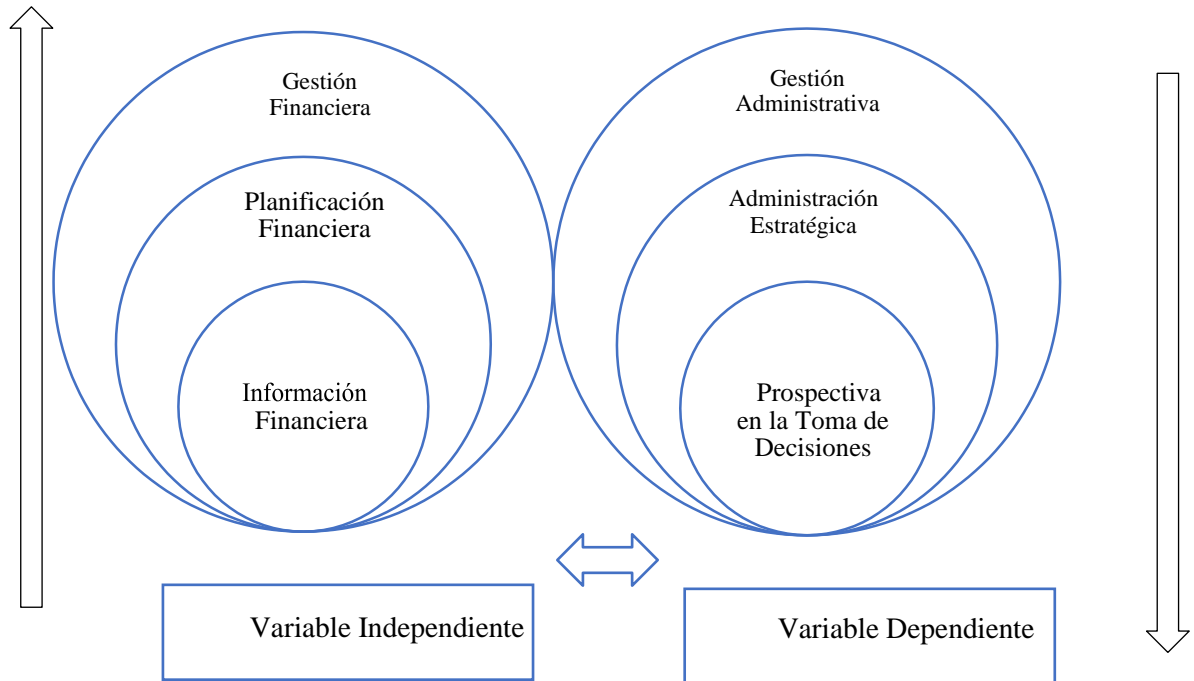 Gestión
Financiera
Planificación
Financiera
Información
Financiera
Gestión
Administrativa
Administración
Estratégica
Prospectiva
en la Toma de
Decisiones
Variable Independiente
Variable Dependiente